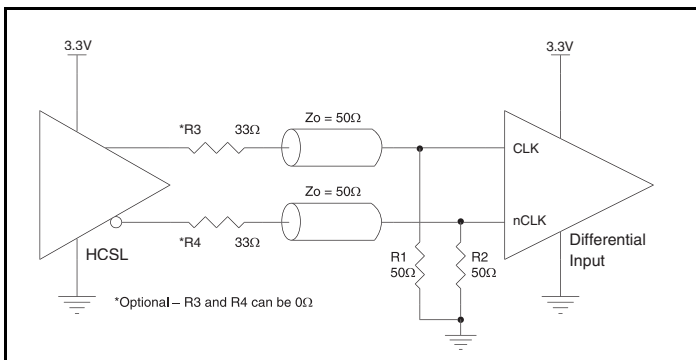 3.3V
3.3V
*R3 33Ω
Zo = 50Ω
CLK
Zo = 50Ω
*R4 33Ω
nCLK
HCSL
R1
50Ω
R2
50Ω
Differential
Input
*Optional – R3 and R4 can be 0Ω